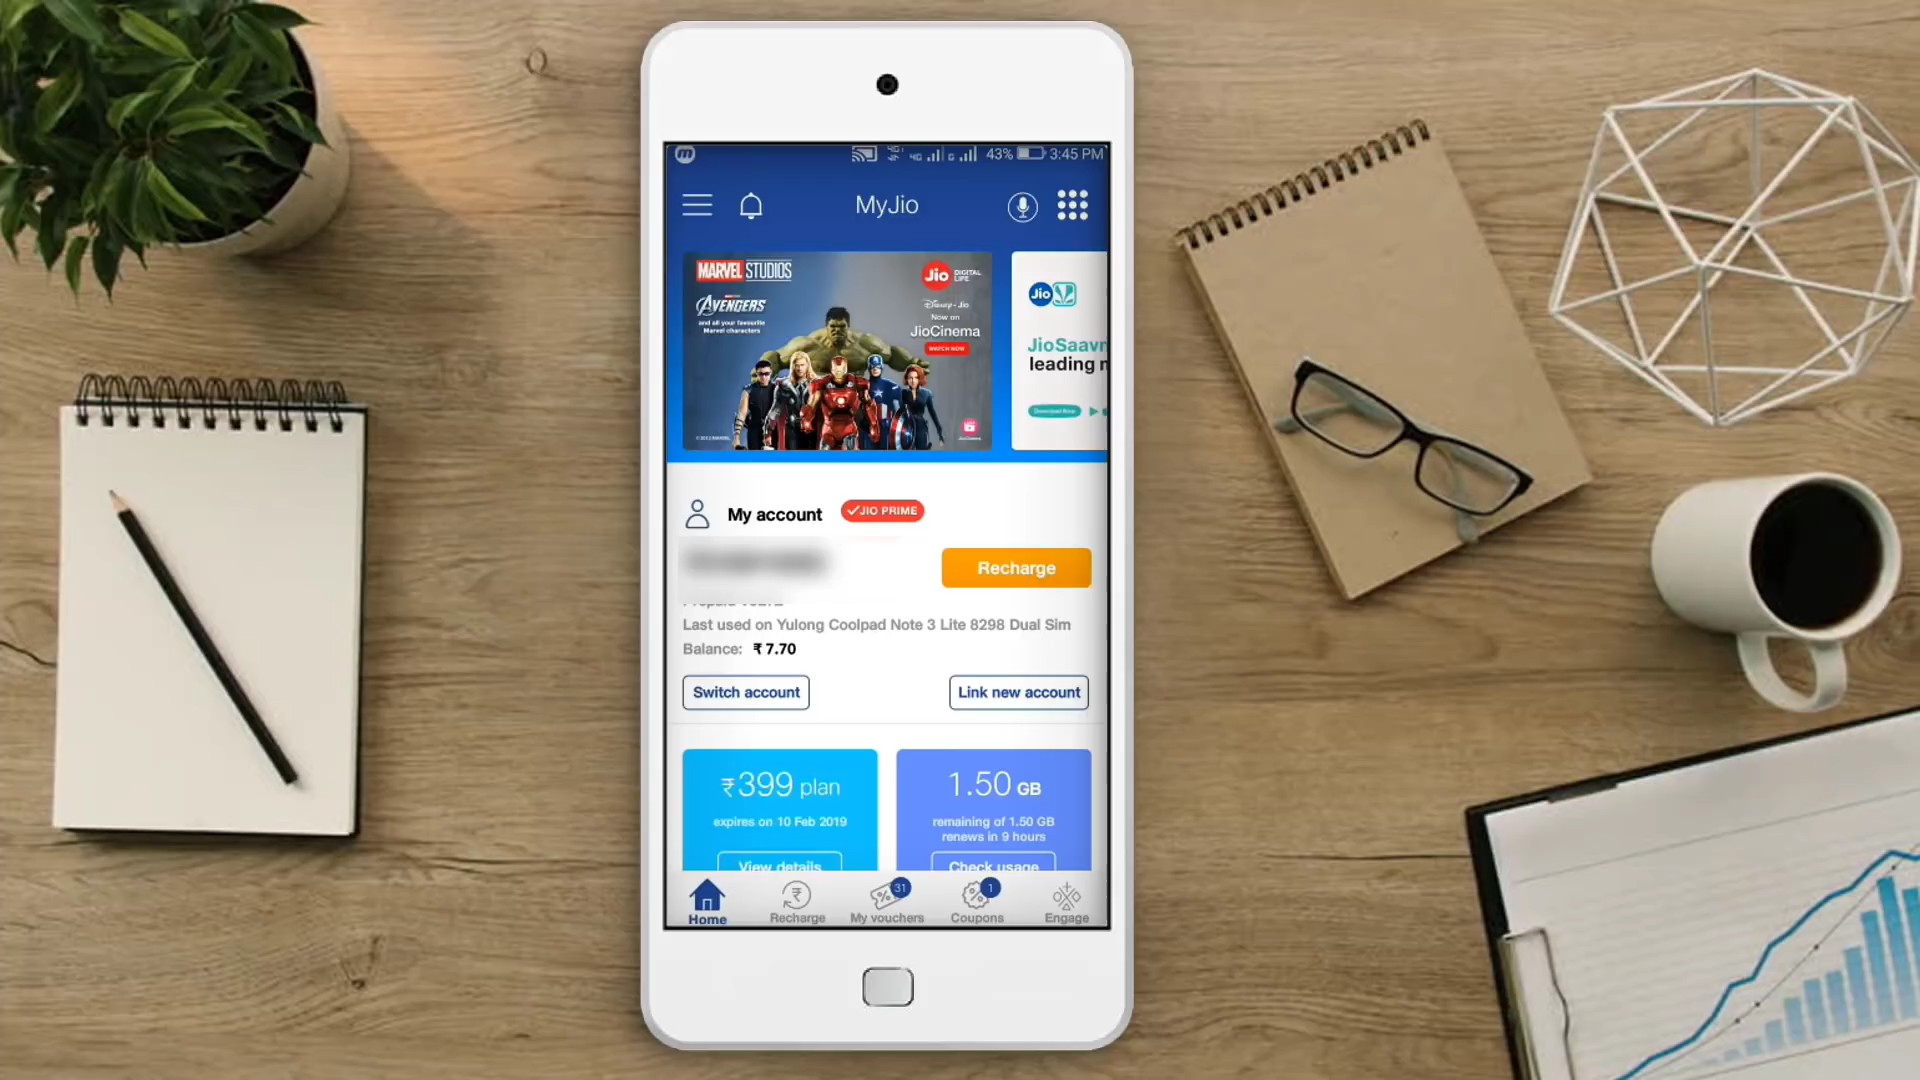 43% 3:45 PM
MyJio
MARVEL STUDIOS
AVENGERS
and all your favourite
Marvel characters
Jio DIGITAL
LIFE
Disney - Jio
Now on
JioCinema
WATCH NOW
Jio
JioSaavn
leading
Download Now
My account
JIO PRIME
Recharge
Last used on Yulong Coolpad Note 3 Lite 8298 Dual Sim
Balance: ₹ 7.70
Switch account
Link new account
₹399 plan
expires on 10 Feb 2019
View details
1.50 GB
remaining of 1.50 GB
renews in 9 hours
Check usage
31
1
Home
Recharge
My vouchers
Coupons
Engage